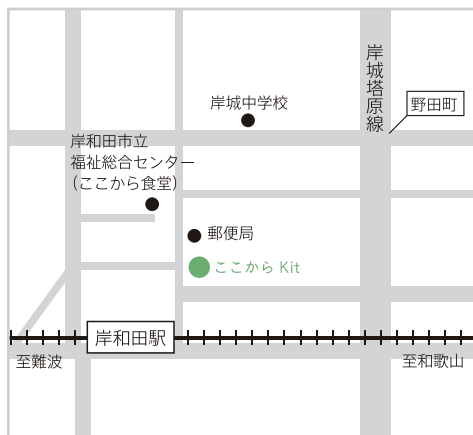 岸城塔原線
野田町
岸城中学校
岸和田市立
福祉総合センター
(ここから食堂)
郵便局
ここから Kit
岸和田駅
至難波
至和歌山